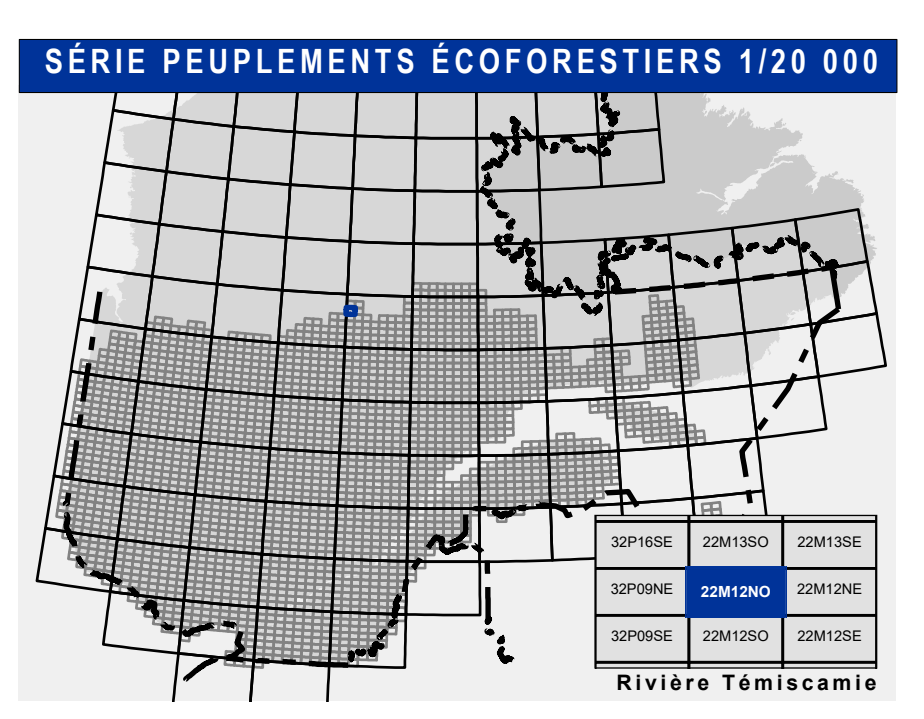 SÉRIE PEUPLEMENTS ÉCOFORESTIERS 1/20 000
32P16SE 22M13SO 22M13SE
32P09NE 22M12NO 22M12NE
32P09SE 22M12SO 22M12SE
Rivière Témiscamie